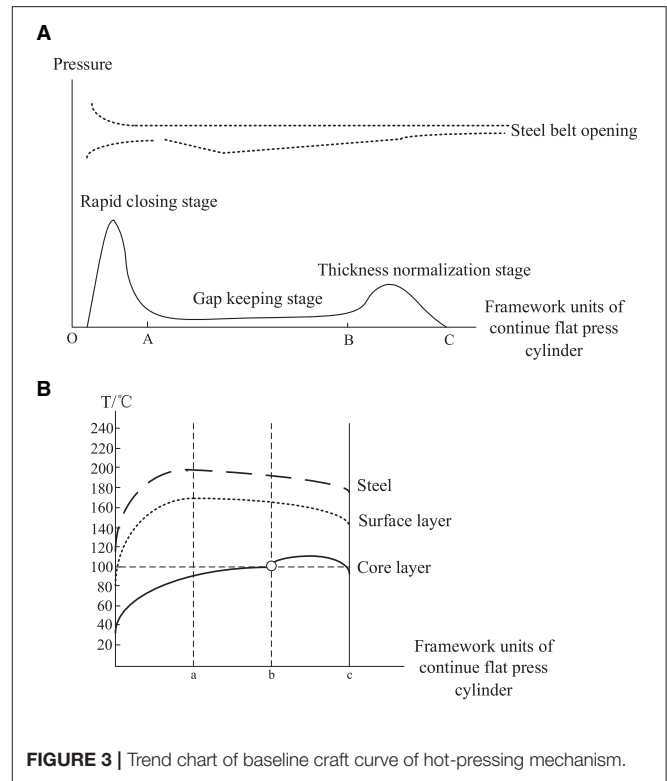 A
Pressure
Steel belt opening
Rapid closing stage
Thickness normalization stage
Gap keeping stage
Framework units of
continue flat press
cylinder
O A B C
B
T/℃
240
220
200
180
160
140
120
100
80
60
40
20
Steel
Surface layer
Core layer
Framework units of
continue flat press
cylinder
a b c
FIGURE 3 | Trend chart of baseline craft curve of hot-pressing mechanism.